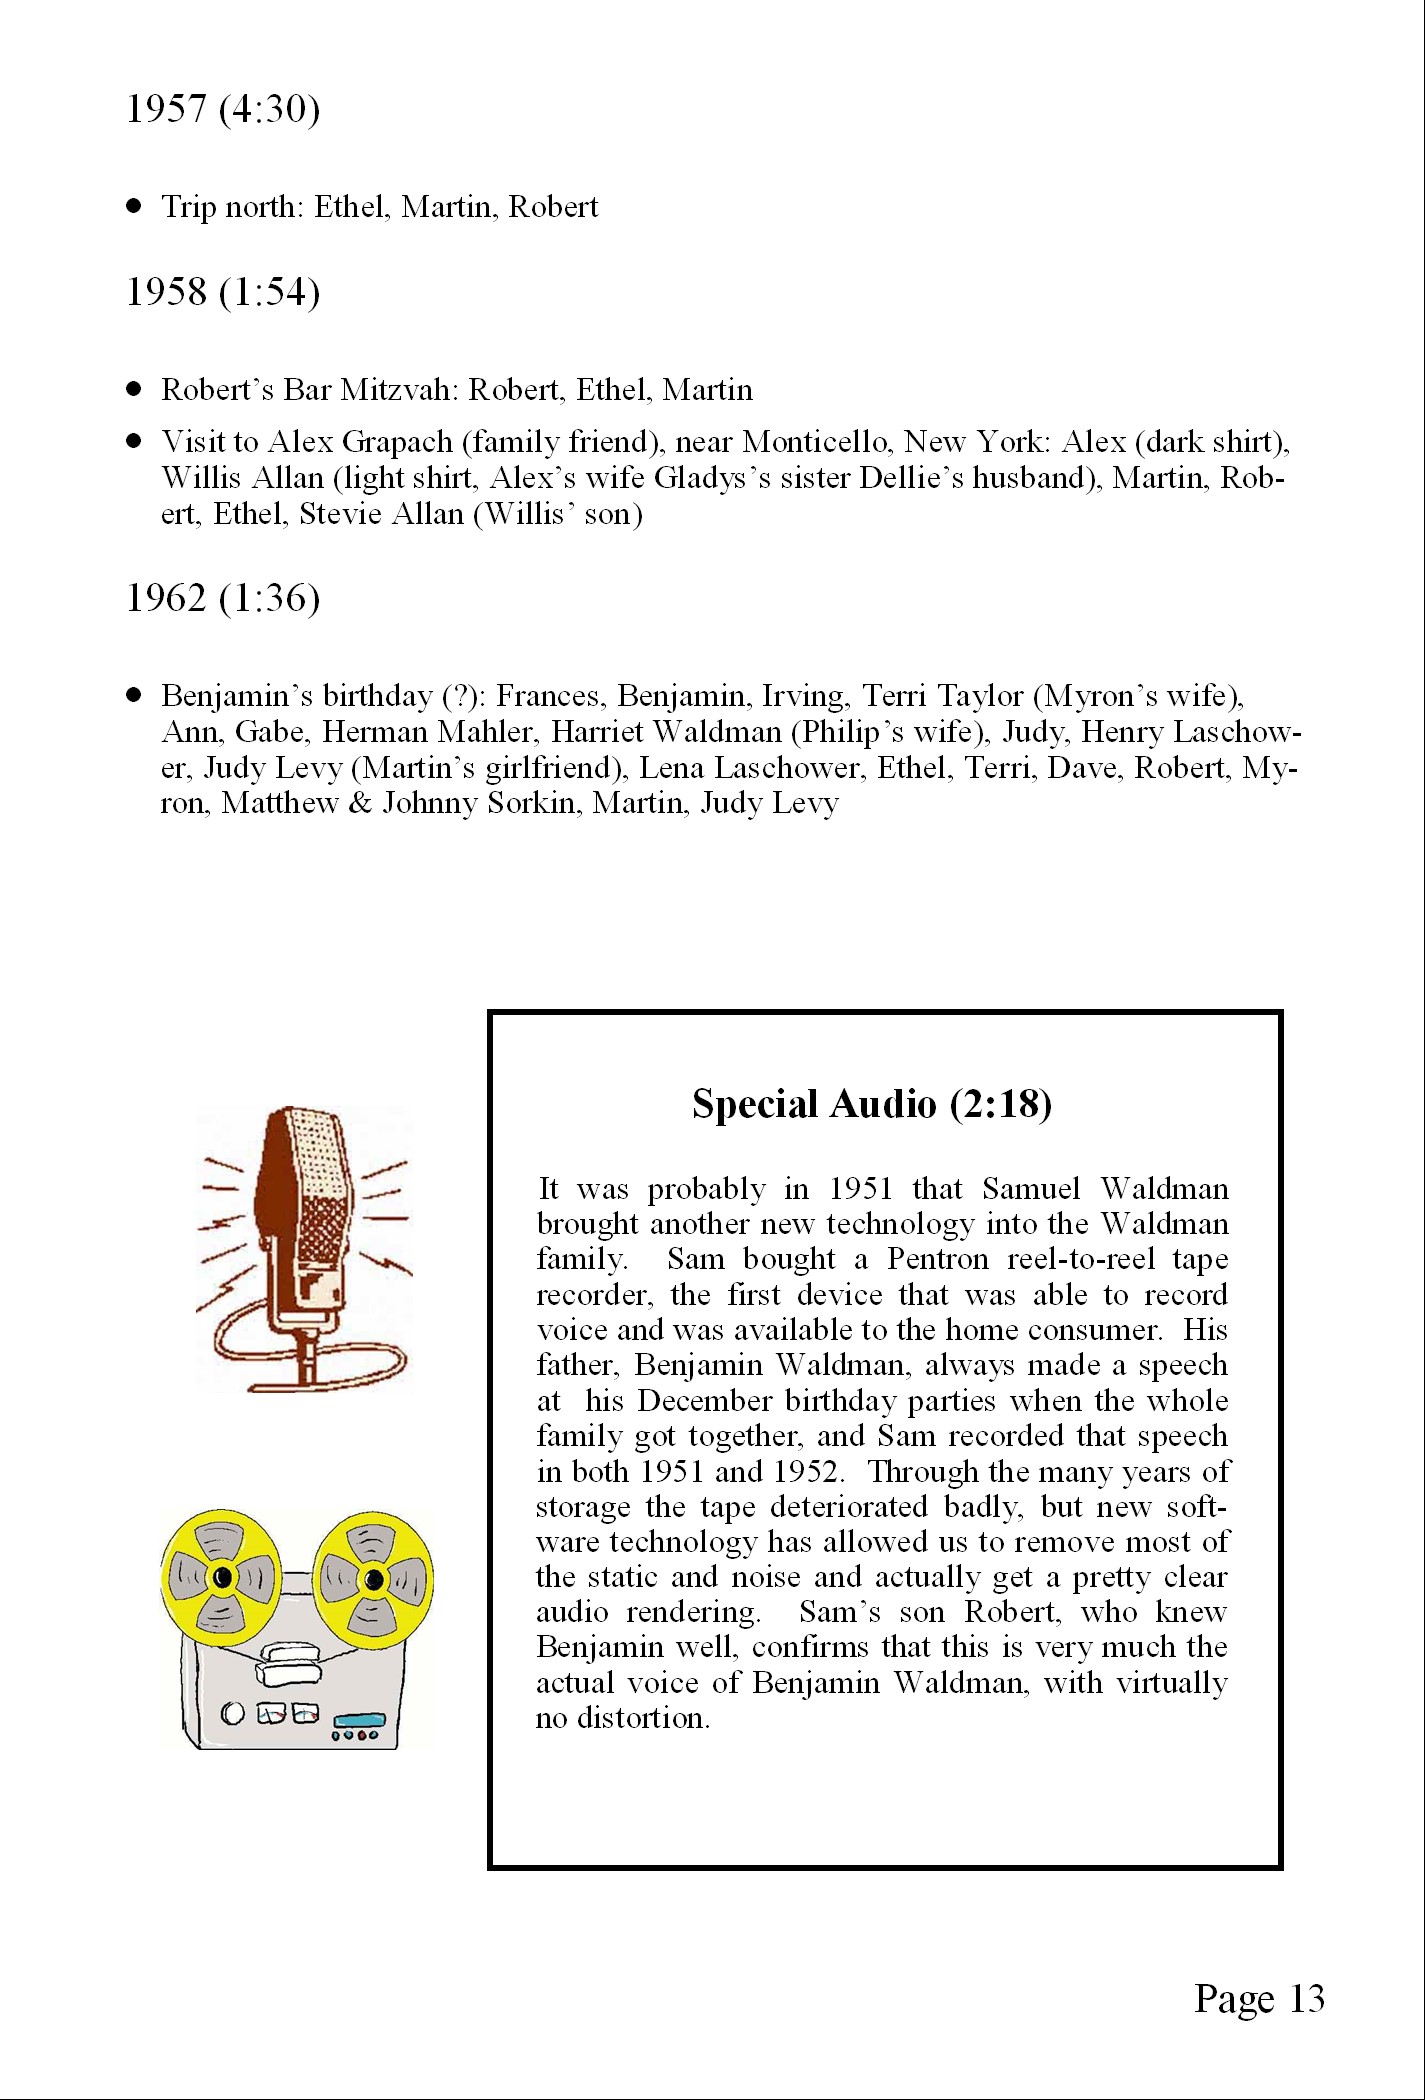 1957 (4:30)
● Trip north: Ethel, Martin, Robert
1958 (1:54)
● Robert’s Bar Mitzvah: Robert, Ethel, Martin
● Visit to Alex Grapach (family friend), near Monticello, New York: Alex (dark shirt),
Willis Allan (light shirt, Alex’s wife Gladys’s sister Dellie’s husband), Martin, Rob-
ert, Ethel, Stevie Allan (Willis’ son)
1962 (1:36)
● Benjamin’s birthday (?): Frances, Benjamin, Irving, Terri Taylor (Myron’s wife),
Ann, Gabe, Herman Mahler, Harriet Waldman (Philip’s wife), Judy, Henry Laschow-
er, Judy Levy (Martin’s girlfriend), Lena Laschower, Ethel, Terri, Dave, Robert, My-
ron, Matthew & Johnny Sorkin, Martin, Judy Levy
Special Audio (2:18)
It was probably in 1951 that Samuel Waldman
brought another new technology into the Waldman
family. Sam bought a Pentron reel-to-reel tape
recorder, the first device that was able to record
voice and was available to the home consumer. His
father, Benjamin Waldman, always made a speech
at his December birthday parties when the whole
family got together, and Sam recorded that speech
in both 1951 and 1952. Through the many years of
storage the tape deteriorated badly, but new soft-
ware technology has allowed us to remove most of
the static and noise and actually get a pretty clear
audio rendering. Sam’s son Robert, who knew
Benjamin well, confirms that this is very much the
actual voice of Benjamin Waldman, with virtually
no distortion.
Page 13